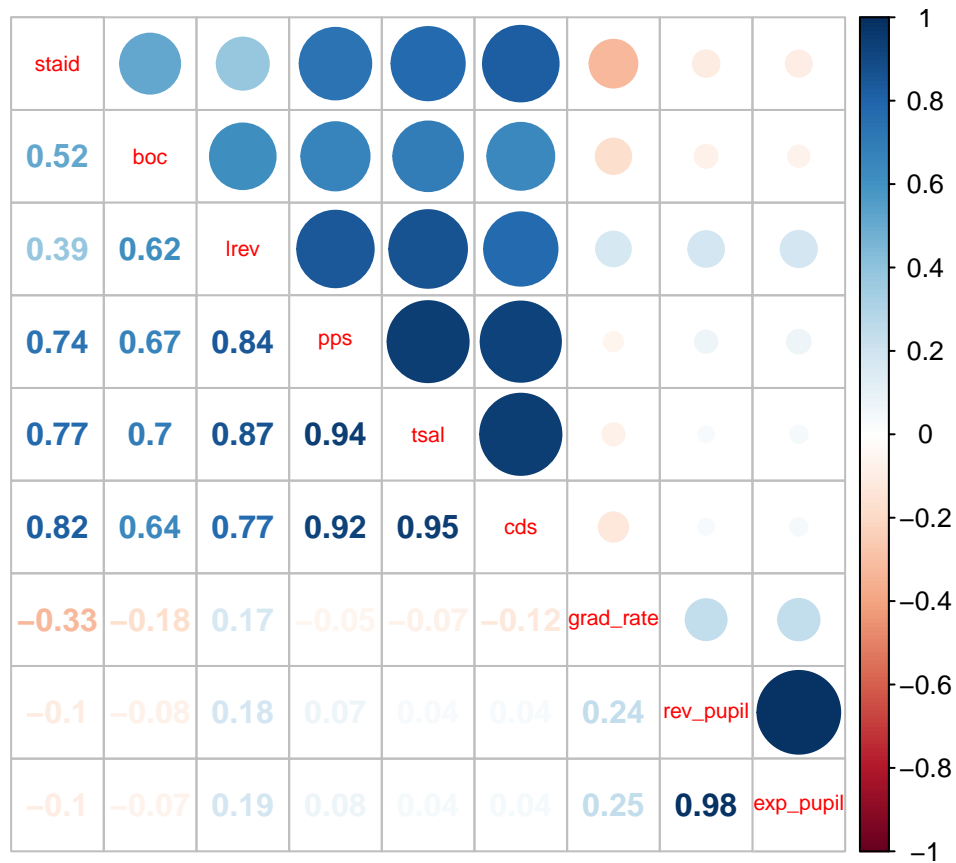 staid
0.52 boc
0.39 0.62 lrev
0.74 0.67 0.84 pps
0.77 0.7 0.87 0.94 tsal
0.82 0.64 0.77 0.92 0.95 cds
−0.33 −0.18 0.17 −0.05 −0.07 −0.12 grad_rate
−0.1 −0.08 0.18 0.07 0.04 0.04 0.24 rev_pupil
−0.1 −0.07 0.19 0.08 0.04 0.04 0.25 0.98 exp_pupil
1
0.8
0.6
0.4
0.2
0
−0.2
−0.4
−0.6
−0.8
−1